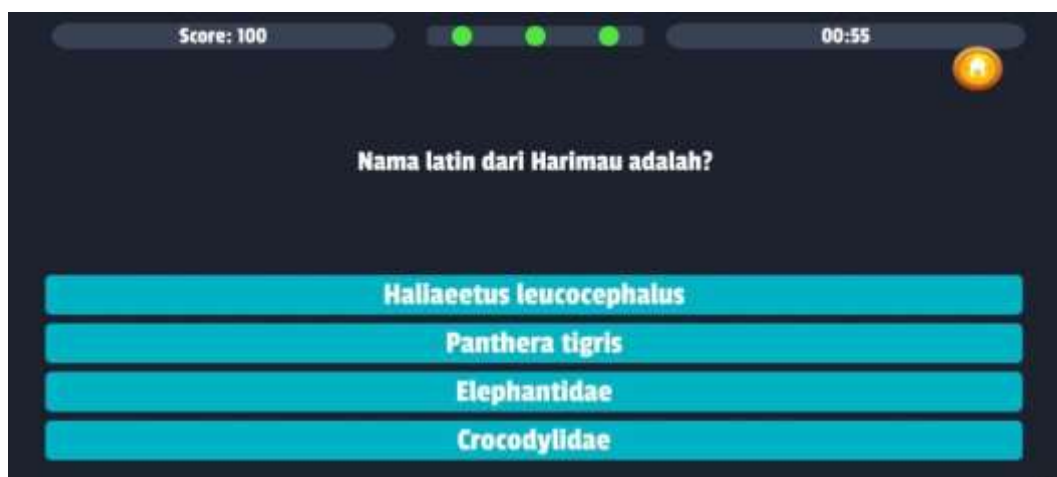 Score: 100
00:55
Nama latin dari Harimau adalah?
Haliaeetus leucocephalus
Panthera tigris
Elephantidae
Crocodylidae